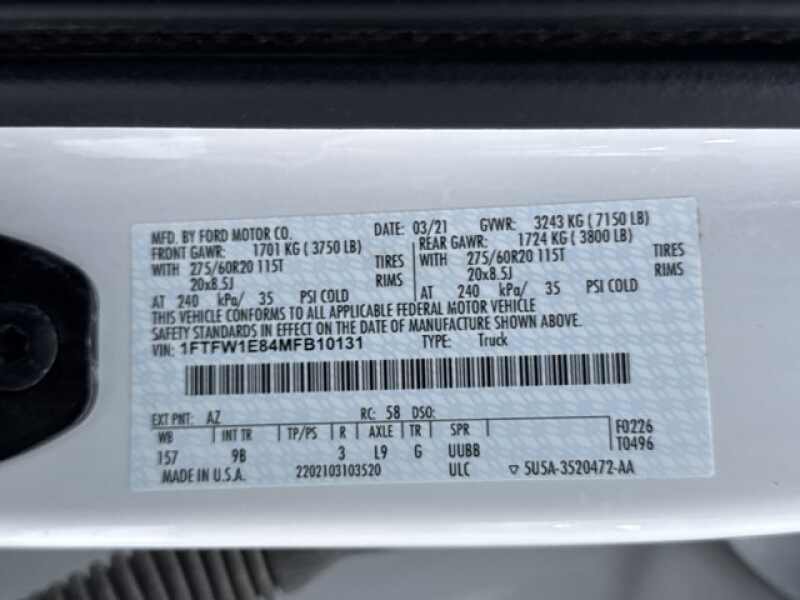 MFD. BY FORD MOTOR CO. DATE: 03/21 GVWR: 3243 KG ( 7150 LB)
FRONT GAWR: 1701 KG ( 3750 LB) REAR GAWR: 1724 KG ( 3800 LB)
WITH 275/60R20 115T TIRES WITH 275/60R20 115T TIRES
20x8.5J RIMS 20x8.5J RIMS
AT 240 kPa/ 35 PSI COLD AT 240 kPa/ 35 PSI COLD
THIS VEHICLE CONFORMS TO ALL APPLICABLE FEDERAL MOTOR VEHICLE
SAFETY STANDARDS IN EFFECT ON THE DATE OF MANUFACTURE SHOWN ABOVE.
VIN: 1FTFW1E84MFB10131 TYPE: Truck
EXT PNT: AZ RC: 58 DSO:
WB INT TR TP/PS R AXLE TR SPR F0226
157 9B 3 L9 G UUBB T0496
MADE IN U.S.A. 2202103103520 ULC ▽ 5U5A-3520472-AA